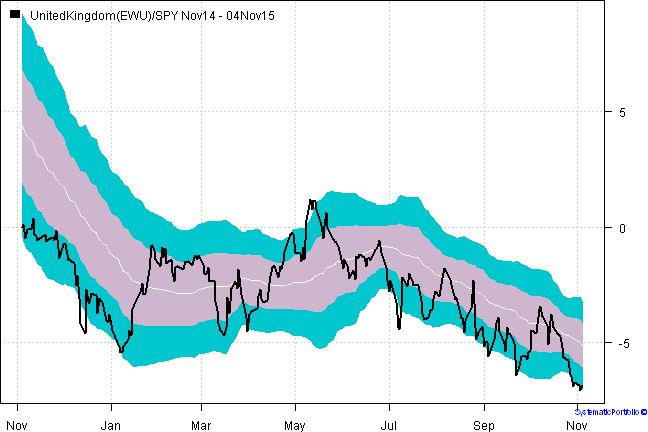 UnitedKingdom(EWU)/SPY Nov14 - 04Nov15
5
0
-5
Nov Jan Mar May Jul Sep Nov
SystematicPortfolio ©